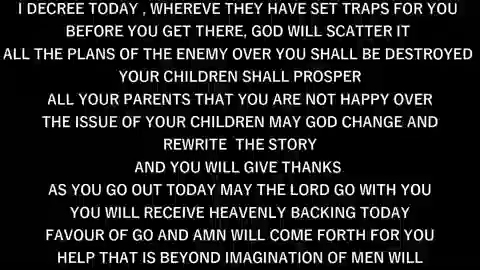 I DECREE TODAY , WHEREVE THEY HAVE SET TRAPS FOR YOU
BEFORE YOU GET THERE, GOD WILL SCATTER IT
ALL THE PLANS OF THE ENEMY OVER YOU SHALL BE DESTROYED
YOUR CHILDREN SHALL PROSPER
ALL YOUR PARENTS THAT YOU ARE NOT HAPPY OVER
THE ISSUE OF YOUR CHILDREN MAY GOD CHANGE AND
REWRITE THE STORY
AND YOU WILL GIVE THANKS
AS YOU GO OUT TODAY MAY THE LORD GO WITH YOU
YOU WILL RECEIVE HEAVENLY BACKING TODAY
FAVOUR OF GO AND AMN WILL COME FORTH FOR YOU
HELP THAT IS BEYOND IMAGINATION OF MEN WILL